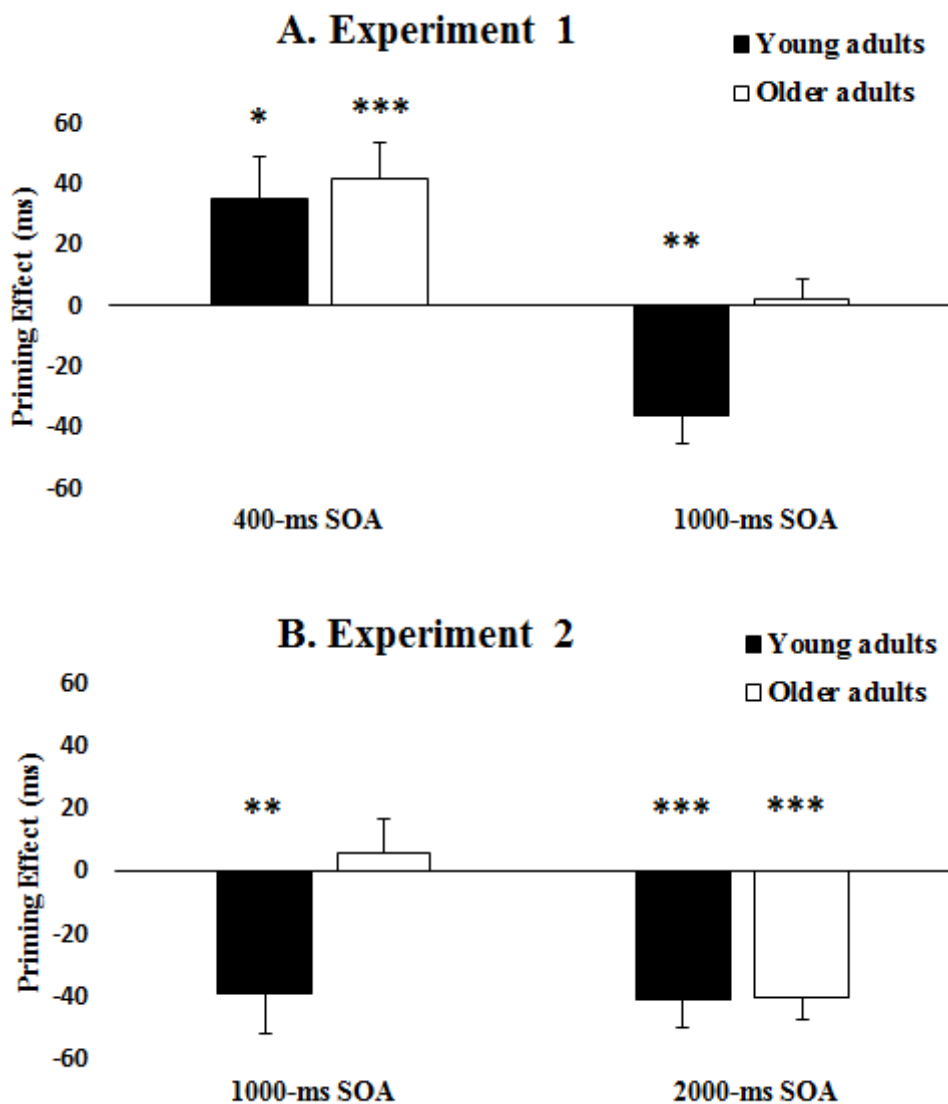 A. Experiment 1
Young adults
Older adults
Priming Effect (ms)
60
40
20
0
-20
-40
-60
*
***
**
400-ms SOA
1000-ms SOA
B. Experiment 2
Young adults
Older adults
Priming Effect (ms)
60
40
20
0
-20
-40
-60
**
***
***
1000-ms SOA
2000-ms SOA